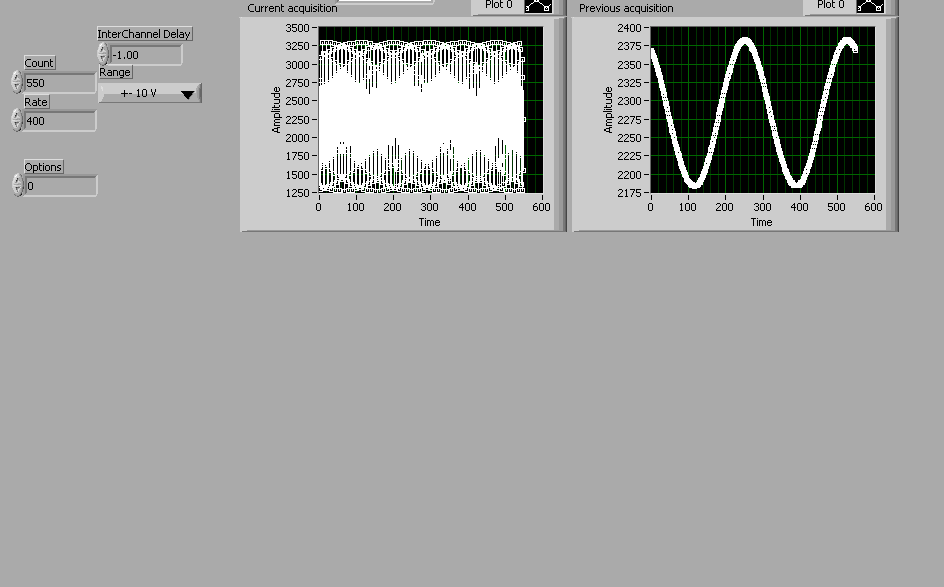 Current acquisition
Plot 0
Previous acquisition
Plot 0
InterChannel Delay
-1.00
Count
550
Range
+- 10 V
Rate
400
Options
0
3500
3250
3000
2750
2500
2250
2000
1750
1500
1250
Amplitude
0 100 200 300 400 500 600
Time
2400
2375
2350
2325
2300
2275
2250
2225
2200
2175
Amplitude
0 100 200 300 400 500 600
Time